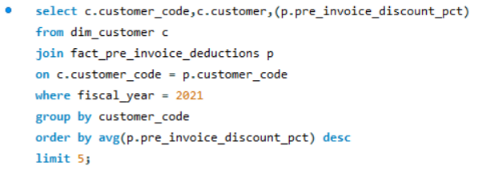 select c.customer_code,c.customer,(p.pre_invoice_discount_pct)
from dim_customer c
join fact_pre_invoice_deductions p
on c.customer_code = p.customer_code
where fiscal_year = 2021
group by customer_code
order by avg(p.pre_invoice_discount_pct) desc
limit 5;